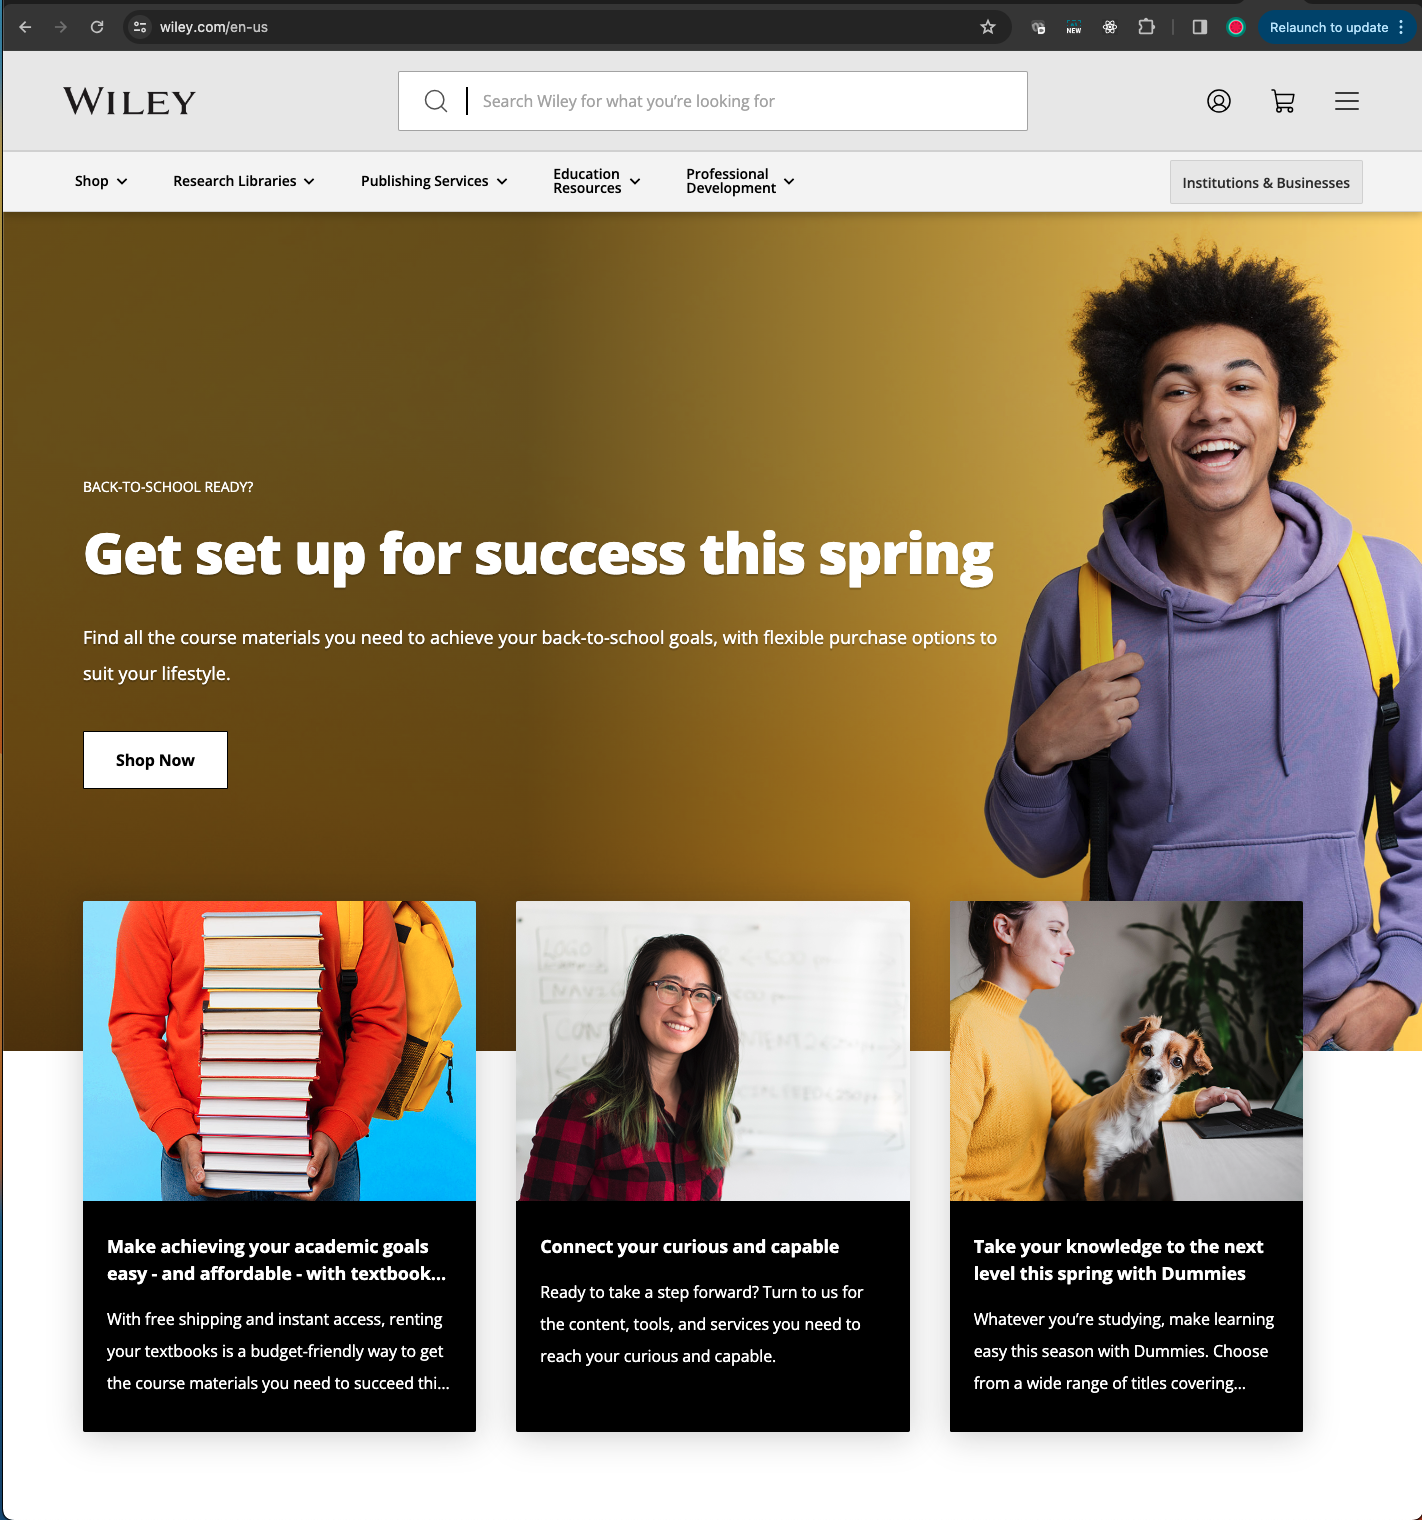 wiley.com/en-us
NEW
Relaunch to update
WILEY
Search Wiley for what you’re looking for
Shop
Research Libraries
Publishing Services
Education
Resources
Professional
Development
Institutions & Businesses
BACK-TO-SCHOOL READY?
Get set up for success this spring
Find all the course materials you need to achieve your back-to-school goals, with flexible purchase options to
suit your lifestyle.
Shop Now
LOGO
Make achieving your academic goals
easy - and affordable - with textbook...
With free shipping and instant access, renting
your textbooks is a budget-friendly way to get
the course materials you need to succeed thi...
Connect your curious and capable
Ready to take a step forward? Turn to us for
the content, tools, and services you need to
reach your curious and capable.
Take your knowledge to the next
level this spring with Dummies
Whatever you’re studying, make learning
easy this season with Dummies. Choose
from a wide range of titles covering...